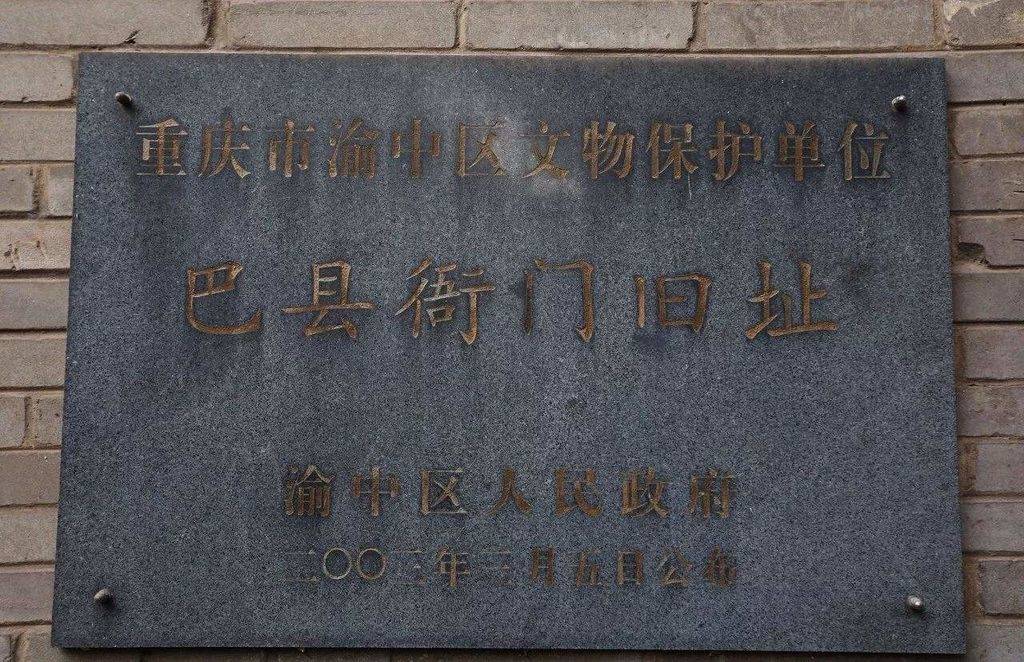 重庆市渝中区文物保护单位
巴县衙门旧址
渝中区人民政府
二〇〇三年三月五日公布